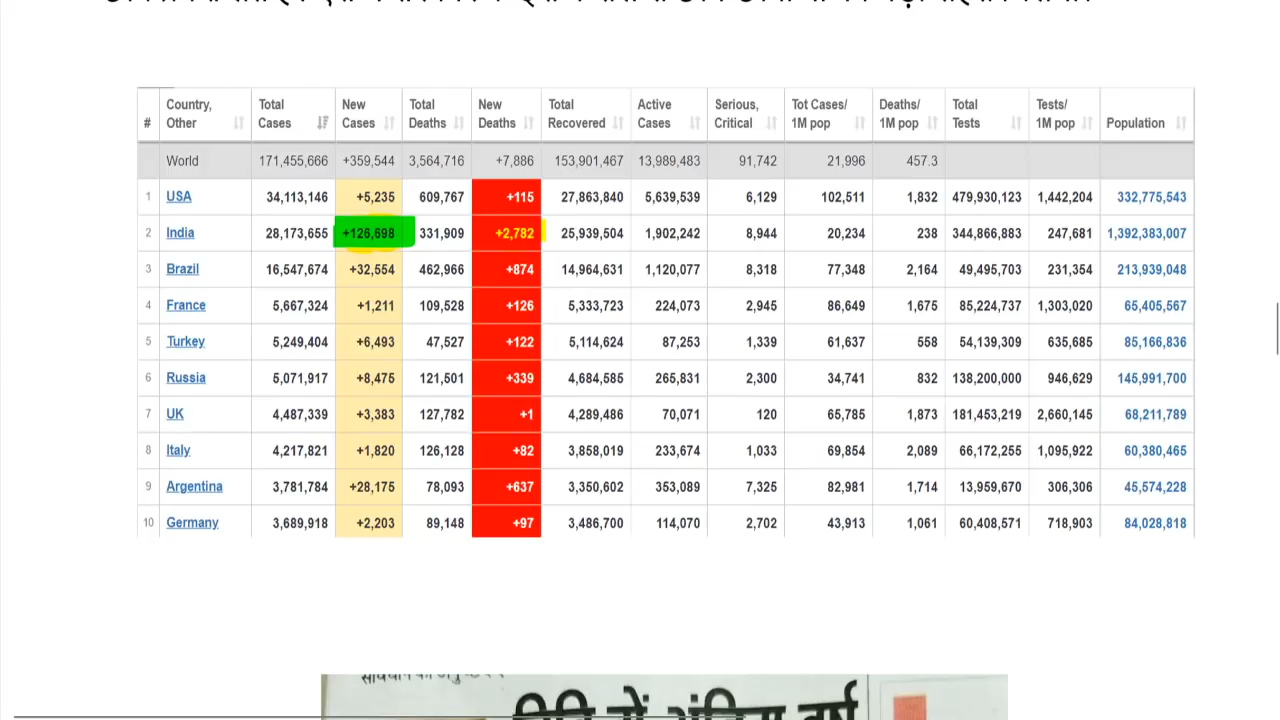 Country, Other Total Cases New Cases Total Deaths New Deaths Total Recovered Active Cases Serious, Critical Tot Cases/ 1M pop Deaths/ 1M pop Total Tests Tests/ 1M pop Population
#
World 171,455,666 +359,544 3,564,716 +7,886 153,901,467 13,989,483 91,742 21,996 457.3
1 USA 34,113,146 +5,235 609,767 +115 27,863,840 5,639,539 6,129 102,511 1,832 479,930,123 1,442,204 332,775,543
2 India 28,173,655 +126,698 331,909 +2,782 25,939,504 1,902,242 8,944 20,234 238 344,866,883 247,681 1,392,383,007
3 Brazil 16,547,674 +32,554 462,966 +874 14,964,631 1,120,077 8,318 77,348 2,164 49,495,703 231,354 213,939,048
4 France 5,667,324 +1,211 109,528 +126 5,333,723 224,073 2,945 86,649 1,675 85,224,737 1,303,020 65,405,567
5 Turkey 5,249,404 +6,493 47,527 +122 5,114,624 87,253 1,339 61,637 558 54,139,309 635,685 85,166,836
6 Russia 5,071,917 +8,475 121,501 +339 4,684,585 265,831 2,300 34,741 832 138,200,000 946,629 145,991,700
7 UK 4,487,339 +3,383 127,782 +1 4,289,486 70,071 120 65,785 1,873 181,453,219 2,660,145 68,211,789
8 Italy 4,217,821 +1,820 126,128 +82 3,858,019 233,674 1,033 69,854 2,089 66,172,255 1,095,922 60,380,465
9 Argentina 3,781,784 +28,175 78,093 +637 3,350,602 353,089 7,325 82,981 1,714 13,959,670 306,306 45,574,228
10 Germany 3,689,918 +2,203 89,148 +97 3,486,700 114,070 2,702 43,913 1,061 60,408,571 718,903 84,028,818